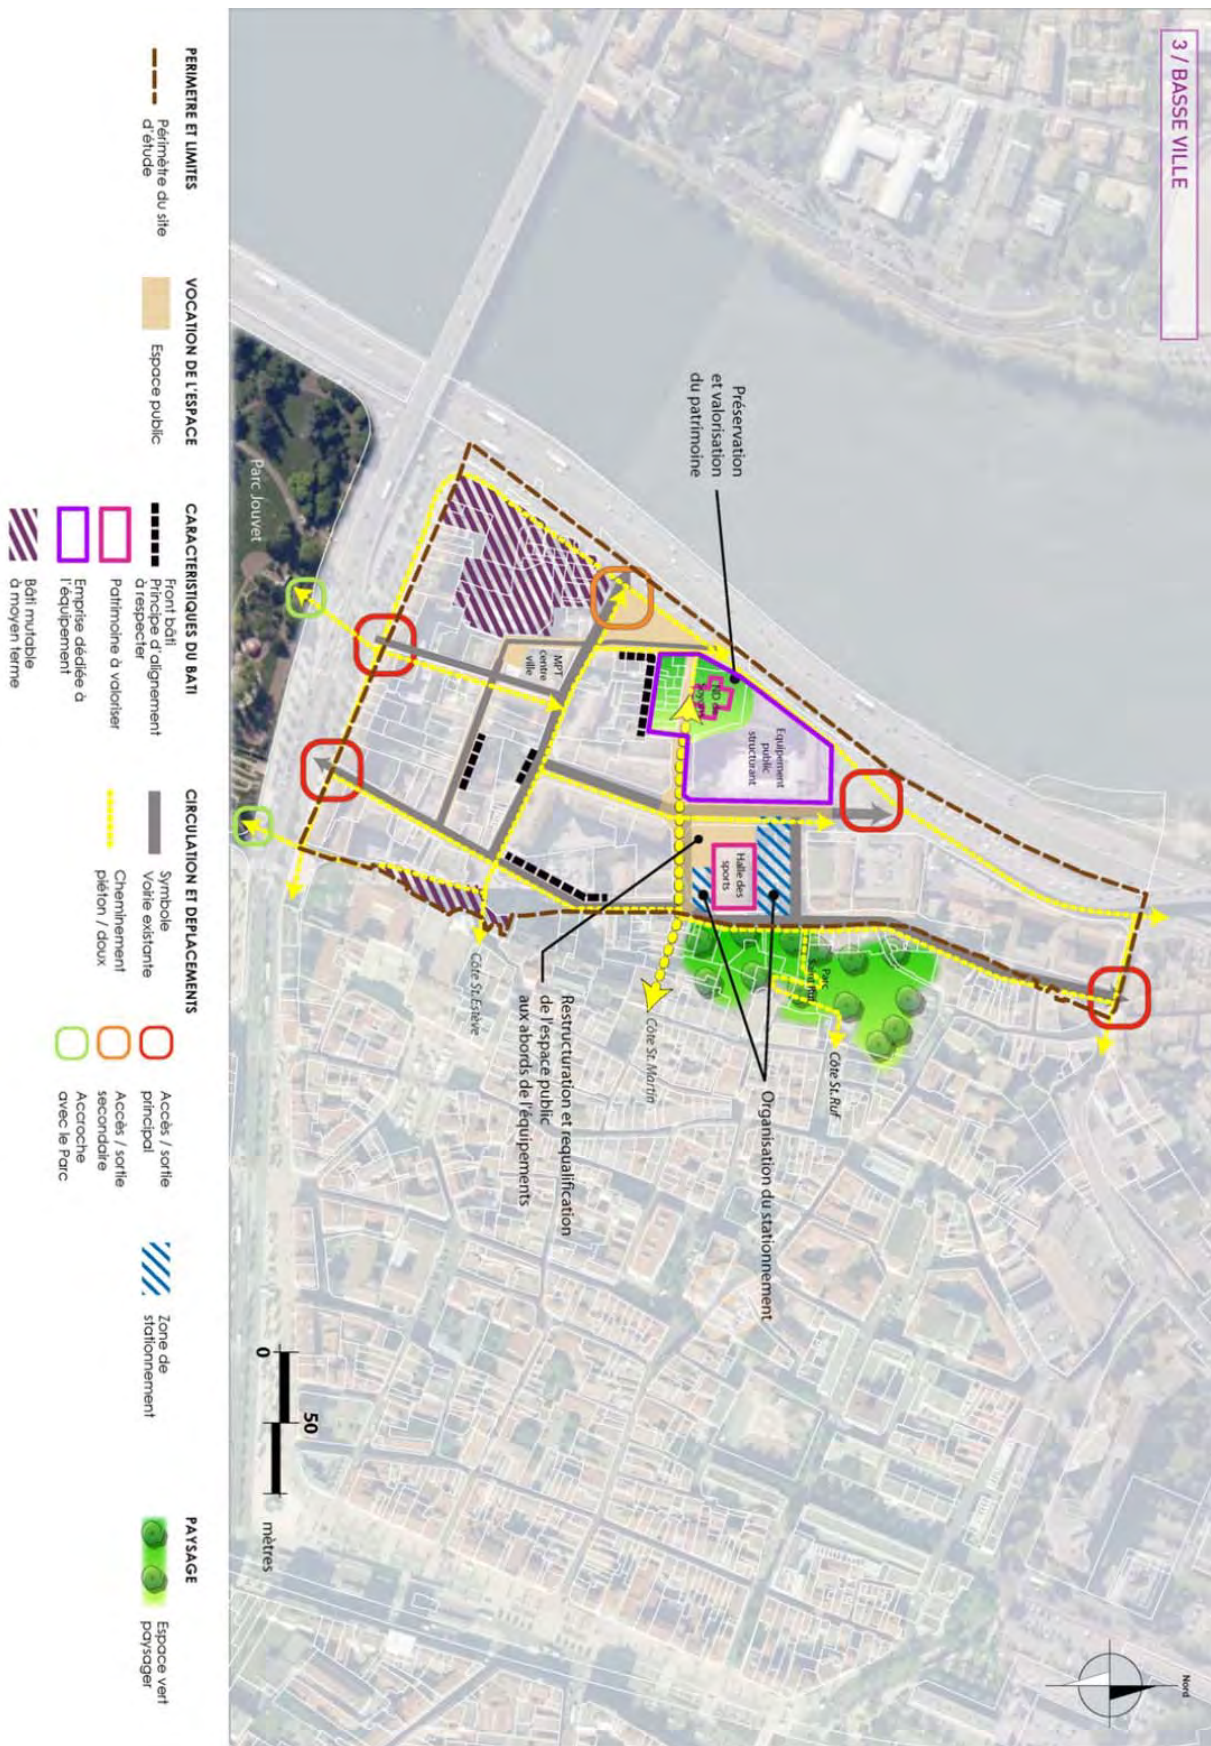 3 / BASSE VILLE
Nord
Préservation
et valorisation
du patrimoine
ND de
Soyons
Equipement
public
structurant
MPT
centre
ville
Halle des
sports
Parc
Saint Ruf
Côte St. Ruf
Côte St. Martin
Côte St. Estève
Organisation du stationnement
Restructuration et requalification
de l'espace public
aux abords de l'équipements
Parc Jouvet
0
50
mètres
PERIMETRE ET LIMITES
Périmètre du site
d'étude
VOCATION DE L'ESPACE
Espace public
CARACTERISTIQUES DU BATI
Front bâti
Principe d'alignement
à respecter
Patrimoine à valoriser
Emprise dédiée à
l'équipement
Bâti mutable
à moyen terme
CIRCULATION ET DEPLACEMENTS
Symbole
Voirie existante
Cheminement
piéton / doux
Accès / sortie
principal
Accès / sortie
secondaire
Accroche
avec le Parc
Zone de
stationnement
PAYSAGE
Espace vert
paysager